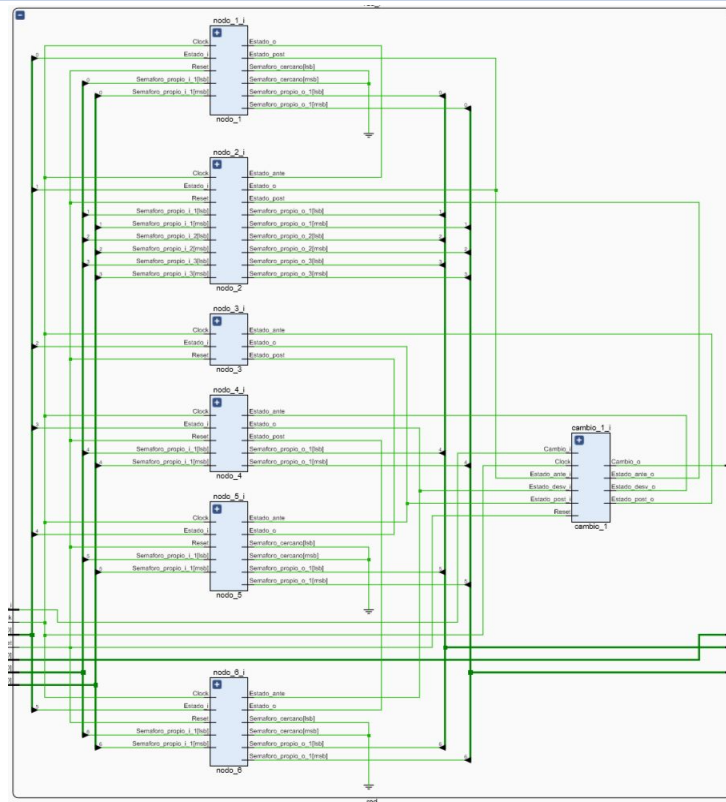 nodo_1_i
Clock
Estado_i
Reset
Semaforo_propio_i_1[lsb]
Semaforo_propio_i_1[msb]
Estado_o
Estado_post
Semaforo_cercano[lsb]
Semaforo_cercano[msb]
Semaforo_propio_o_1[lsb]
Semaforo_propio_o_1[msb]
nodo_1
nodo_2_i
Clock
Estado_i
Reset
Semaforo_propio_i_1[lsb]
Semaforo_propio_i_1[msb]
Semaforo_propio_i_2[lsb]
Semaforo_propio_i_2[msb]
Semaforo_propio_i_3[lsb]
Semaforo_propio_i_3[msb]
Estado_ante
Estado_o
Estado_post
Semaforo_propio_o_1[lsb]
Semaforo_propio_o_1[msb]
Semaforo_propio_o_2[lsb]
Semaforo_propio_o_2[msb]
Semaforo_propio_o_3[lsb]
Semaforo_propio_o_3[msb]
nodo_2
nodo_3_i
Clock
Estado_i
Reset
Estado_ante
Estado_o
Estado_post
nodo_3
nodo_4_i
Clock
Estado_i
Reset
Semaforo_propio_i_1[lsb]
Semaforo_propio_i_1[msb]
Estado_ante
Estado_o
Estado_post
Semaforo_propio_o_1[lsb]
Semaforo_propio_o_1[msb]
nodo_4
cambio_1_i
Cambio_i
Clock
Estado_ante_i
Estado_desv_i
Estado_post_i
Reset
Cambio_o
Estado_ante_o
Estado_desv_o
Estado_post_o
cambio_1
nodo_5_i
Clock
Estado_i
Reset
Semaforo_propio_i_1[lsb]
Semaforo_propio_i_1[msb]
Estado_ante
Estado_o
Semaforo_cercano[lsb]
Semaforo_cercano[msb]
Semaforo_propio_o_1[lsb]
Semaforo_propio_o_1[msb]
nodo_5
nodo_6_i
Clock
Estado_i
Reset
Semaforo_propio_i_1[lsb]
Semaforo_propio_i_1[msb]
Estado_ante
Estado_o
Semaforo_cercano[lsb]
Semaforo_cercano[msb]
Semaforo_propio_o_1[lsb]
Semaforo_propio_o_1[msb]
nodo_6